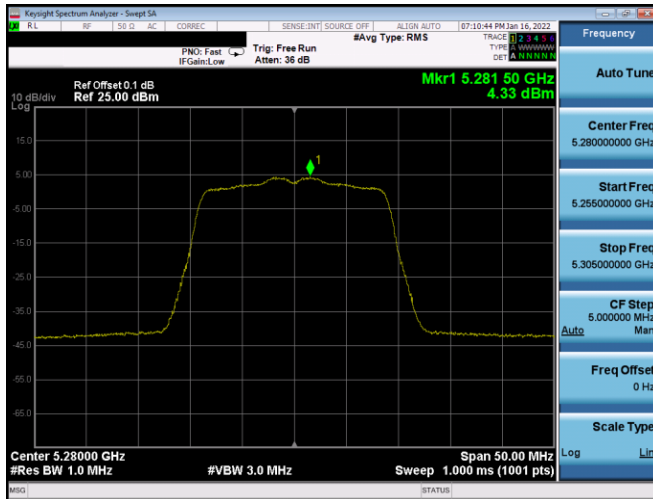 Keysight Spectrum Analyzer - Swept SA
RL RF 50 Ω AC CORREC SENSE:INT SOURCE OFF ALIGN AUTO 07:10:44 PM Jan 16, 2022
PNO: Fast
IFGain:Low
Trig: Free Run
Atten: 36 dB
#Avg Type: RMS
TRACE 1 2 3 4 5 6
TYPE A WWWWW
DET A N N N N N
Ref Offset 0.1 dB
10 dB/div Ref 25.00 dBm
Log
Mkr1 5.281 50 GHz
4.33 dBm
1
15.0
5.00
-5.00
-15.0
-25.0
-35.0
-45.0
-55.0
-65.0
Center 5.28000 GHz Span 50.00 MHz
#Res BW 1.0 MHz #VBW 3.0 MHz Sweep 1.000 ms (1001 pts)
MSG STATUS
Frequency
Auto Tune
Center Freq
5.280000000 GHz
Start Freq
5.255000000 GHz
Stop Freq
5.305000000 GHz
CF Step
5.000000 MHz
Auto Man
Freq Offset
0 Hz
Scale Type
Log Lin